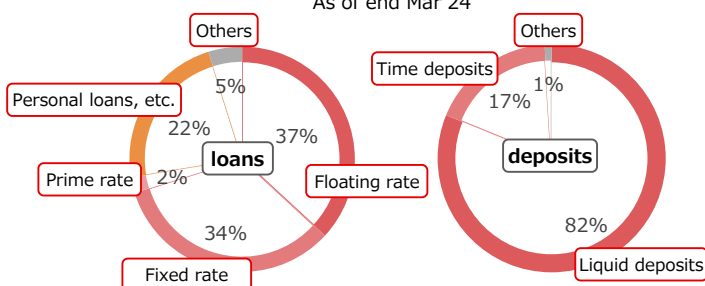 As of end Mar 24
Others
5%
Personal loans, etc.
22%
37%
loans
Prime rate
2%
Floating rate
34%
Fixed rate
Others
Time deposits
1%
17%
deposits
82%
Liquid deposits